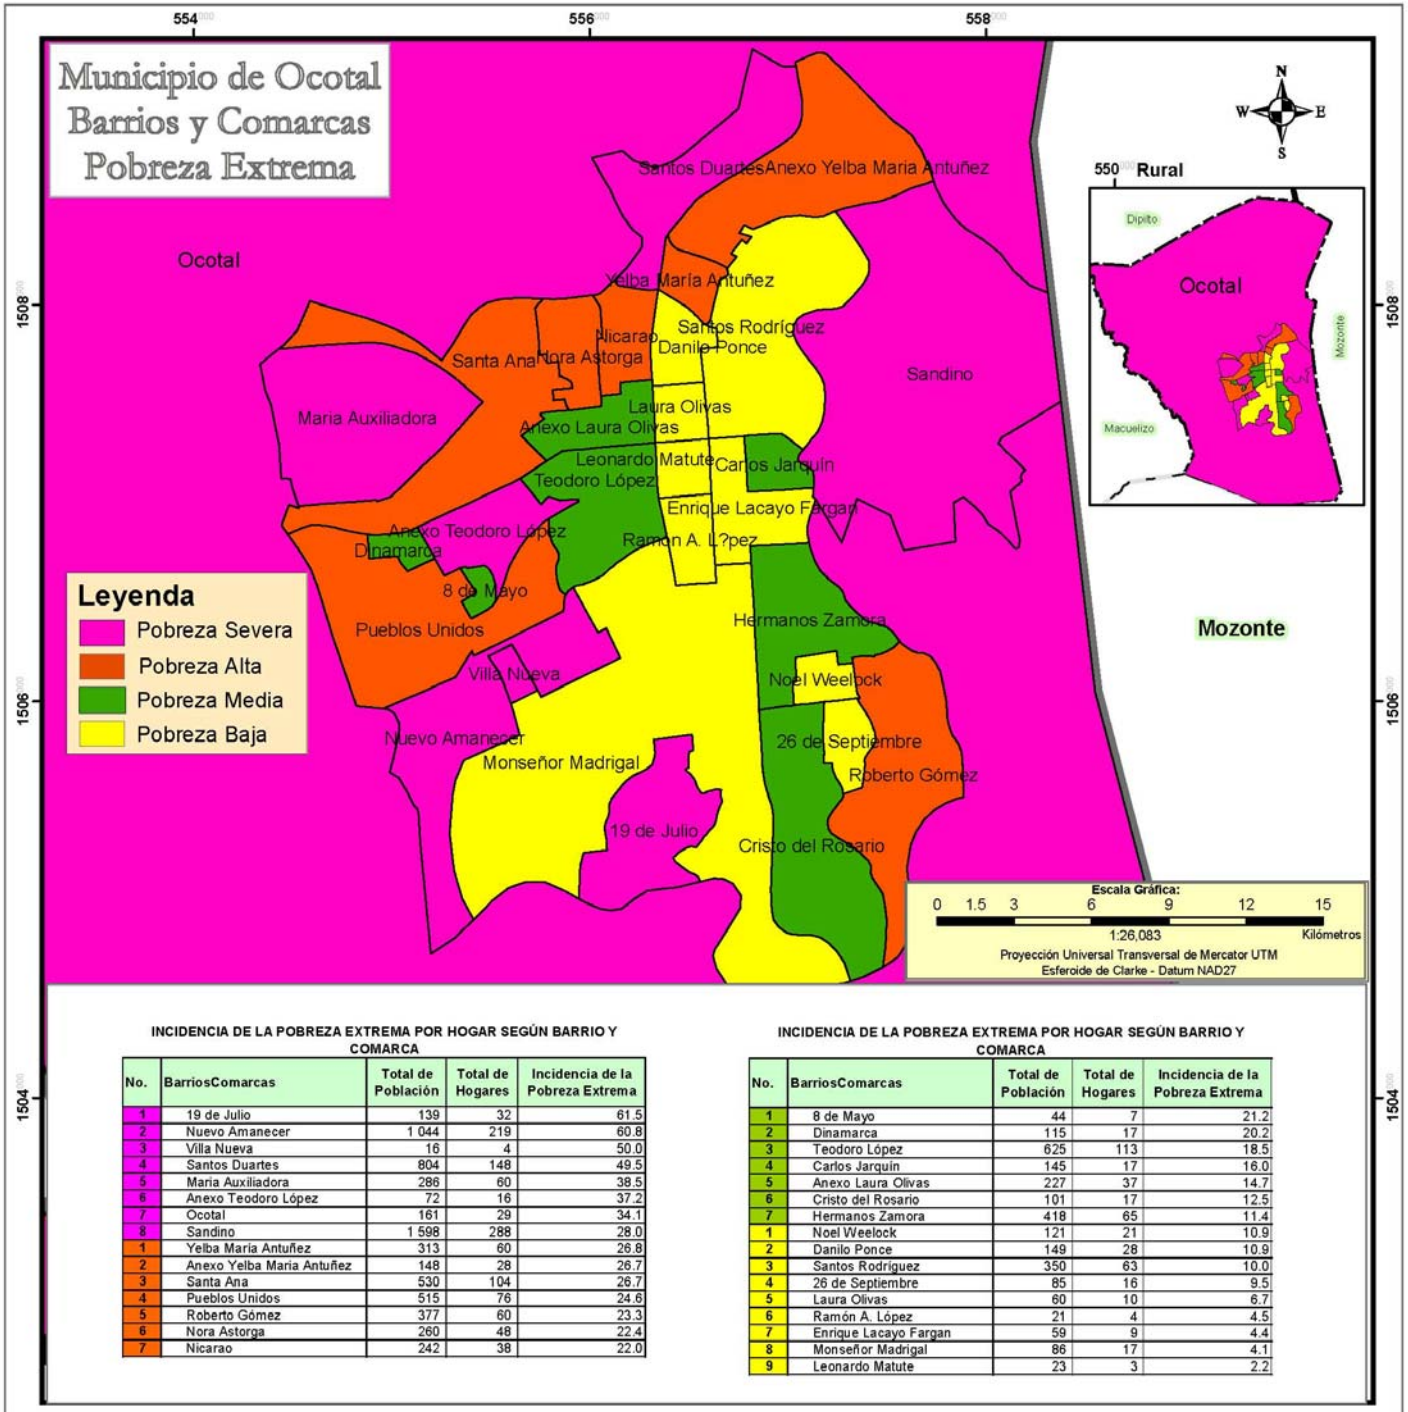 554000
556000
558000
Municipio de Ocotal
Barrios y Comarcas
Pobreza Extrema
N
W E
S
550000 Rural
Dipilto
Ocotal
Mozonte
Macuelizo
Santos Duartes
Anexo Yelba Maria Antuñez
Ocotal
Yelba María Antuñez
1508000
1508000
Santos Rodríguez
Nicarao
Danilo Ponce
Santa Ana
Nora Astorga
Sandino
Maria Auxiliadora
Laura Olivas
Anexo Laura Olivas
Leonardo Matute
Carlos Jarquín
Teodoro López
Enrique Lacayo Fargan
Anexo Teodoro López
Ramón A. L?pez
Dinamarca
8 de Mayo
Pueblos Unidos
Hermanos Zamora
Mozonte
Leyenda
Pobreza Severa
Pobreza Alta
Pobreza Media
Pobreza Baja
Villa Nueva
Noel Weelock
1506000
1506000
Nuevo Amanecer
26 de Septiembre
Monseñor Madrigal
Roberto Gómez
19 de Julio
Cristo del Rosario
Escala Gráfica:
0 1.5 3 6 9 12 15
1:26,083 Kilómetros
Proyección Universal Transversal de Mercator UTM
Esferoide de Clarke - Datum NAD27
1504000
1504000
INCIDENCIA DE LA POBREZA EXTREMA POR HOGAR SEGÚN BARRIO Y
COMARCA
No. BarriosComarcas Total de Población Total de Hogares Incidencia de la Pobreza Extrema
1 19 de Julio 139 32 61.5
2 Nuevo Amanecer 1 044 219 60.8
3 Villa Nueva 16 4 50.0
4 Santos Duartes 804 148 49.5
5 Maria Auxiliadora 286 60 38.5
6 Anexo Teodoro López 72 16 37.2
7 Ocotal 161 29 34.1
8 Sandino 1 598 288 28.0
1 Yelba María Antuñez 313 60 26.8
2 Anexo Yelba Maria Antuñez 148 28 26.7
3 Santa Ana 530 104 26.7
4 Pueblos Unidos 515 76 24.6
5 Roberto Gómez 377 60 23.3
6 Nora Astorga 260 48 22.4
7 Nicarao 242 38 22.0
INCIDENCIA DE LA POBREZA EXTREMA POR HOGAR SEGÚN BARRIO Y
COMARCA
No. BarriosComarcas Total de Población Total de Hogares Incidencia de la Pobreza Extrema
1 8 de Mayo 44 7 21.2
2 Dinamarca 115 17 20.2
3 Teodoro López 625 113 18.5
4 Carlos Jarquín 145 17 16.0
5 Anexo Laura Olivas 227 37 14.7
6 Cristo del Rosario 101 17 12.5
7 Hermanos Zamora 418 65 11.4
1 Noel Weelock 121 21 10.9
2 Danilo Ponce 149 28 10.9
3 Santos Rodríguez 350 63 10.0
4 26 de Septiembre 85 16 9.5
5 Laura Olivas 60 10 6.7
6 Ramón A. López 21 4 4.5
7 Enrique Lacayo Fargan 59 9 4.4
8 Monseñor Madrigal 86 17 4.1
9 Leonardo Matute 23 3 2.2